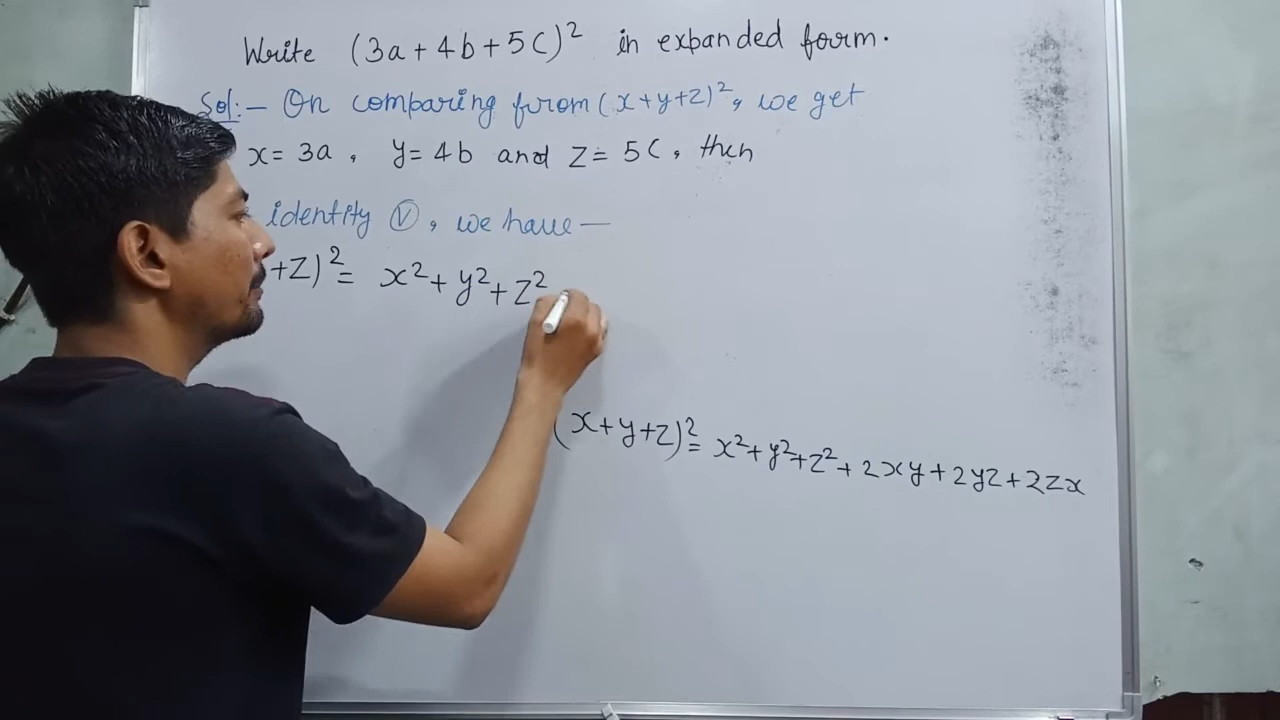 Write (3a+4b+5c)² in expanded form.
Sol:– On comparing from (x+y+z)², we get
x= 3a, y= 4b and z= 5c, then
identity Ⓥ, we have —
+z)² = x²+y²+z²
(x+y+z)² = x²+y²+z²+2xy+2yz+2zx